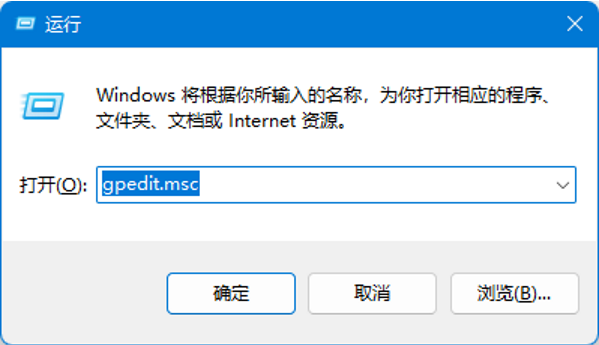 运行
Windows 将根据你所输入的名称，为你打开相应的程序、
文件夹、文档或 Internet 资源。
打开(O): gpedit.msc
确定 取消 浏览(B)...